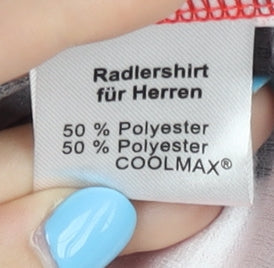 Radlershirt
für Herren
50 % Polyester
50 % Polyester
COOLMAX®